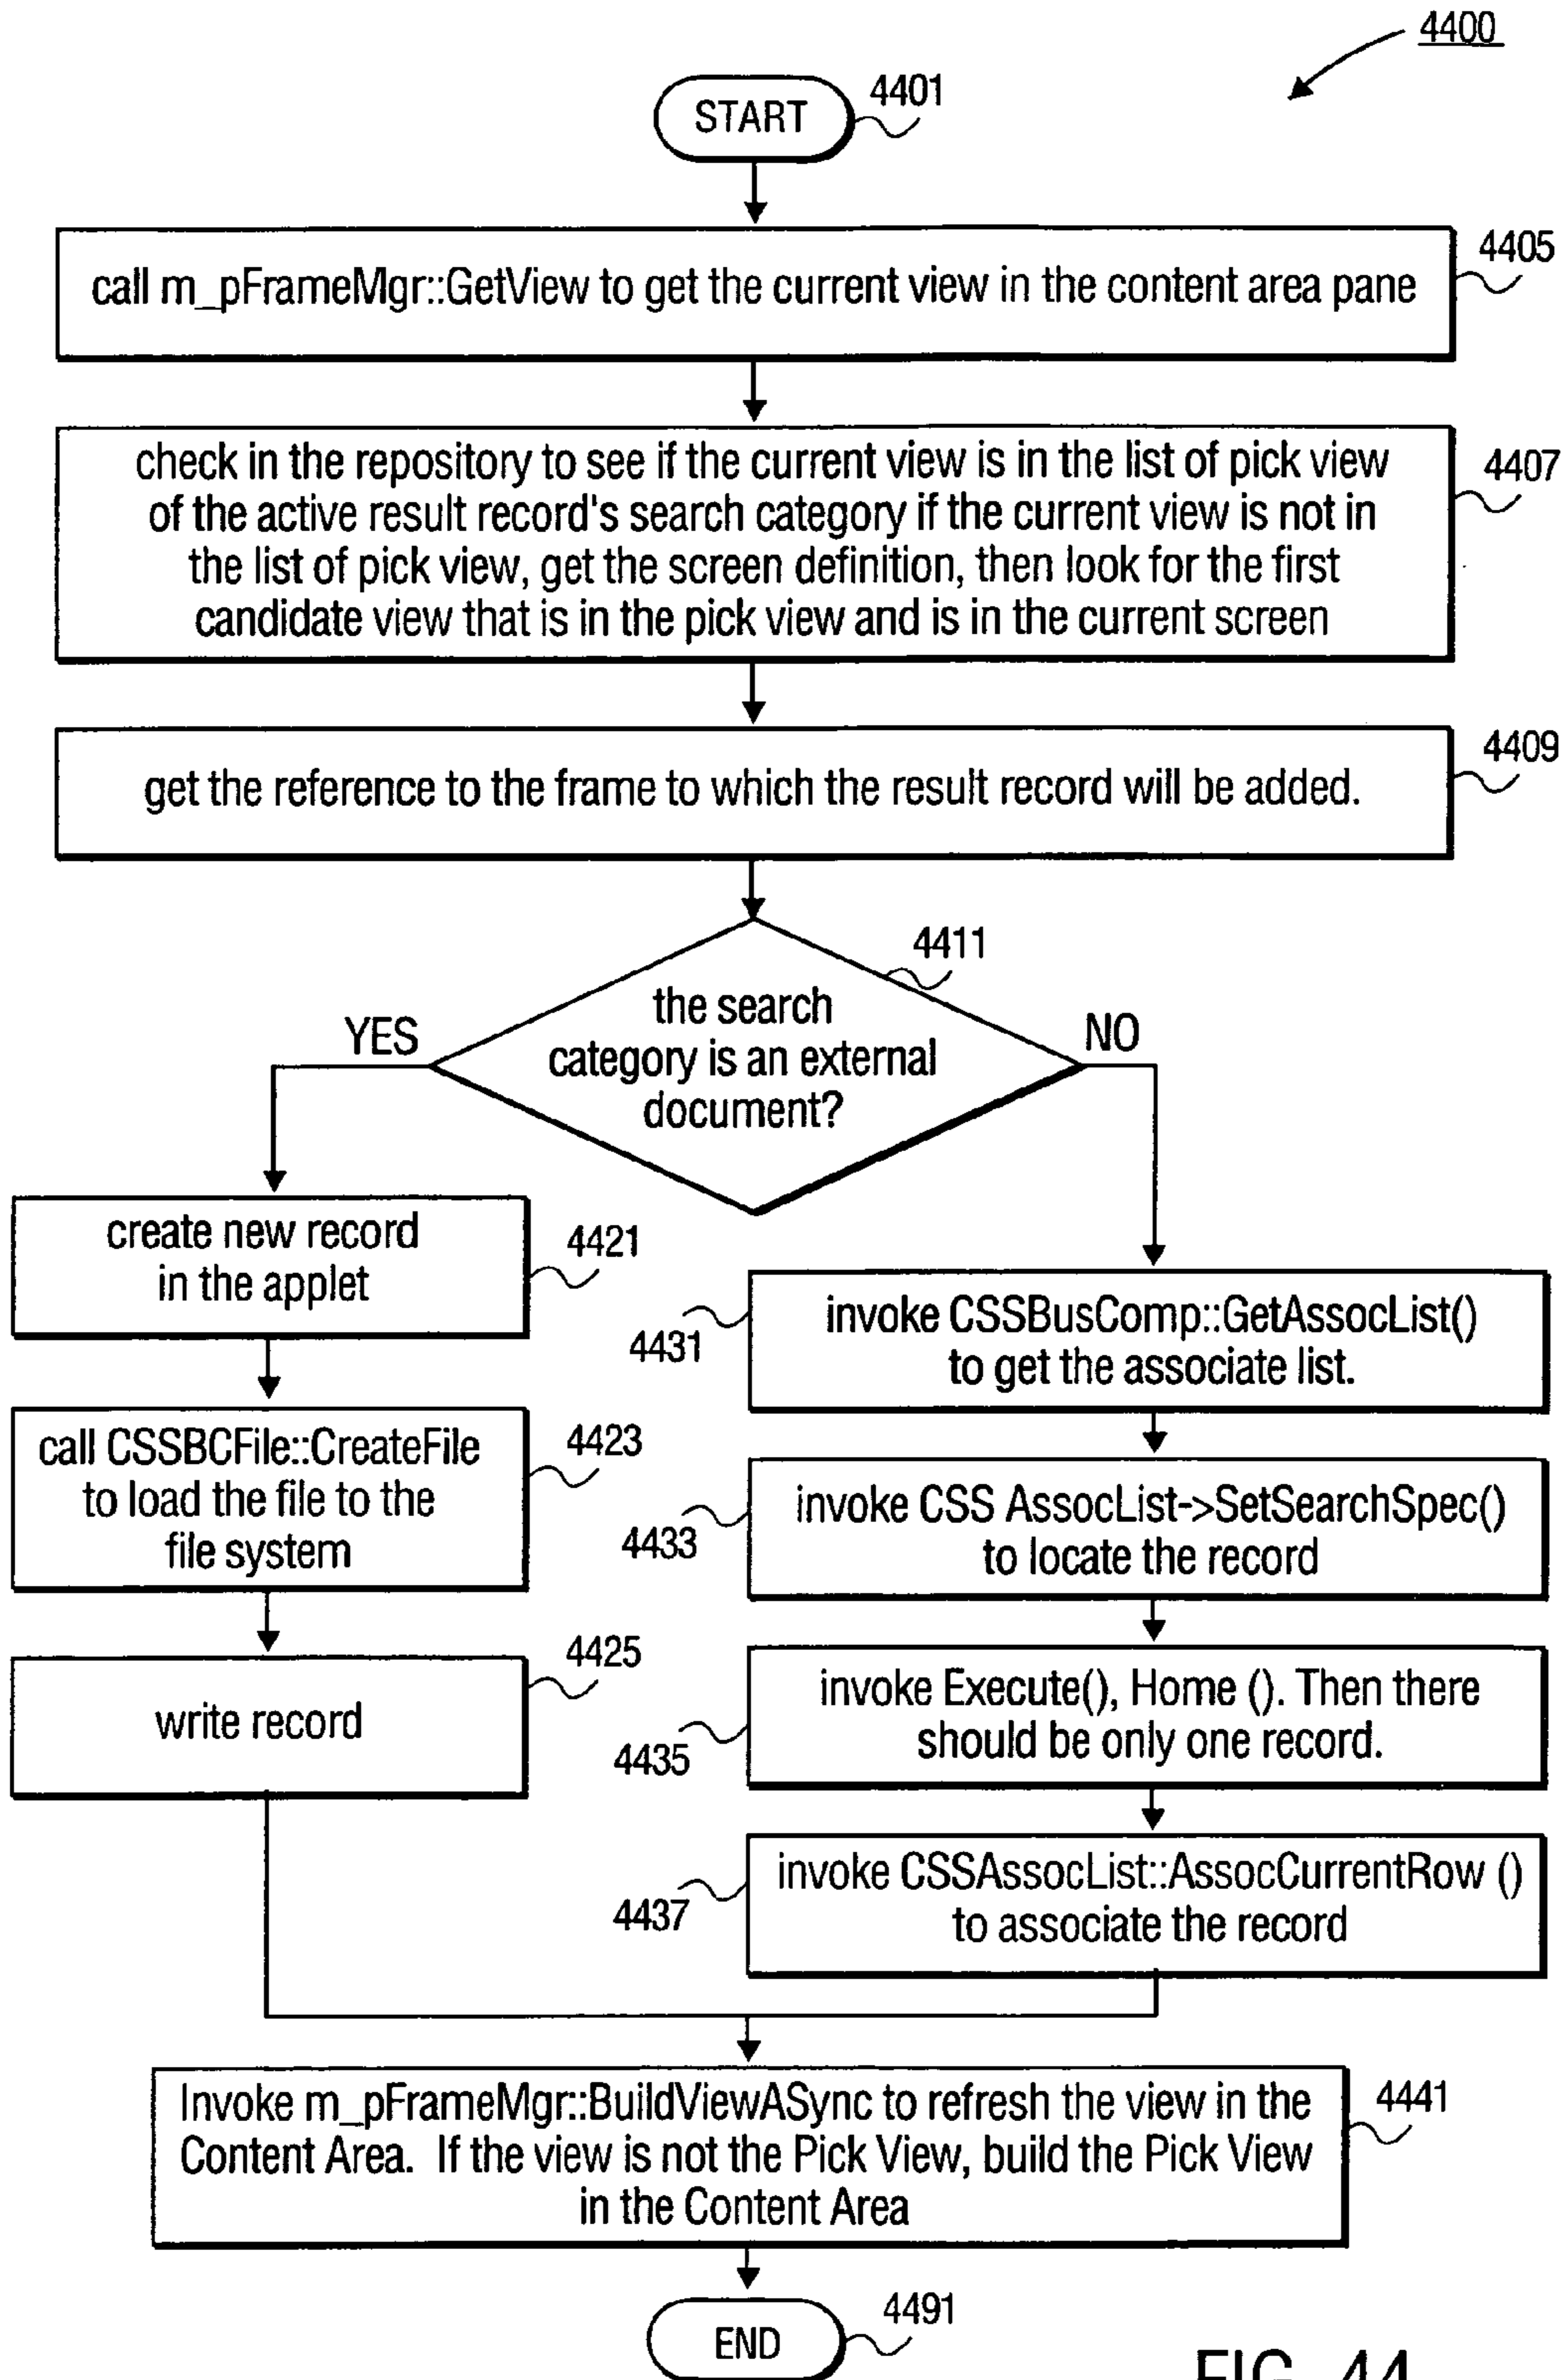 4400
START
4401
call m_pFrameMgr::GetView to get the current view in the content area pane
4405
check in the repository to see if the current view is in the list of pick view
of the active result record's search category if the current view is not in
the list of pick view, get the screen definition, then look for the first
candidate view that is in the pick view and is in the current screen
4407
get the reference to the frame to which the result record will be added.
4409
4411
the search
category is an external
document?
YES
NO
create new record
in the applet
4421
call CSSBCFile::CreateFile
to load the file to the
file system
4423
write record
4425
invoke CSSBusComp::GetAssocList()
to get the associate list.
4431
invoke CSS AssocList->SetSearchSpec()
to locate the record
4433
invoke Execute(), Home (). Then there
should be only one record.
4435
invoke CSSAssocList::AssocCurrentRow ()
to associate the record
4437
Invoke m_pFrameMgr::BuildViewASync to refresh the view in the
Content Area. If the view is not the Pick View, build the Pick View
in the Content Area
4441
END
4491
FIG. 44